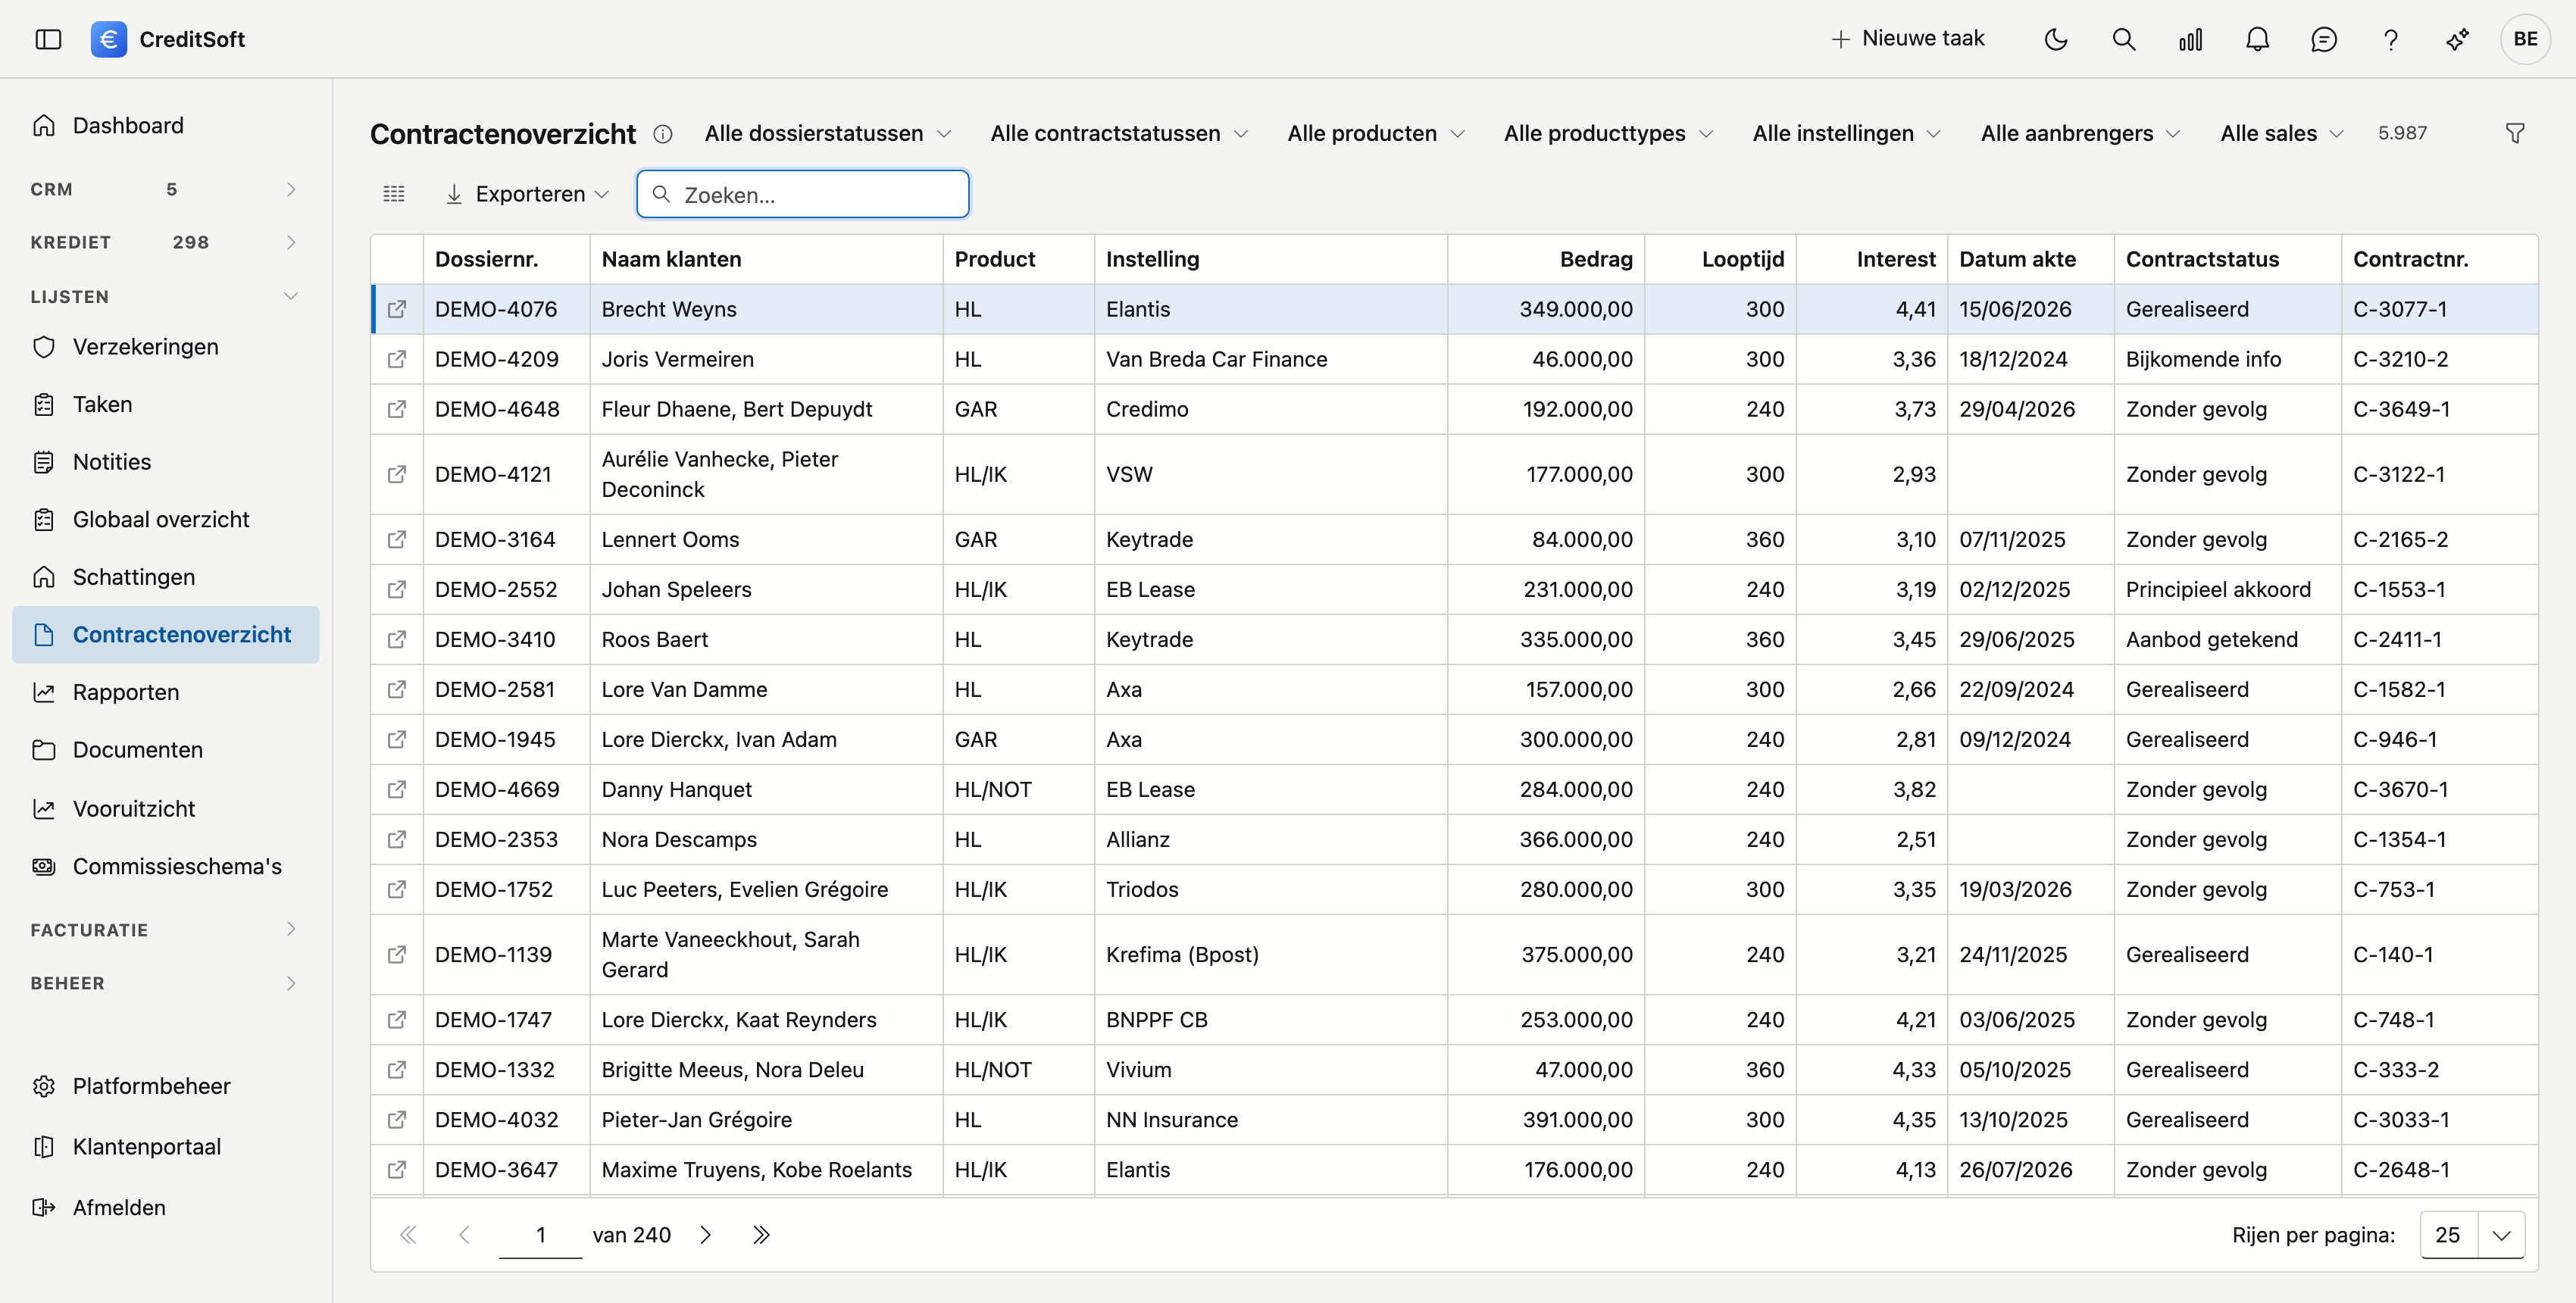 € CreditSoft
Nieuwe taak
BE
Dashboard
CRM 5
KREDIET 298
LIJSTEN
Verzekeringen
Taken
Notities
Globaal overzicht
Schattingen
Contractenoverzicht
Rapporten
Documenten
Vooruitzicht
Commissieschema's
FACTURATIE
BEHEER
Platformbeheer
Klantenportaal
Afmelden
Contractenoverzicht Alle dossierstatussen Alle contractstatussen Alle producten Alle producttypes Alle instellingen Alle aanbrengers Alle sales 5.987
Exporteren Zoeken...
Dossiernr. Naam klanten Product Instelling Bedrag Looptijd Interest Datum akte Contractstatus Contractnr.
DEMO-4076 Brecht Weyns HL Elantis 349.000,00 300 4,41 15/06/2026 Gerealiseerd C-3077-1
DEMO-4209 Joris Vermeiren HL Van Breda Car Finance 46.000,00 300 3,36 18/12/2024 Bijkomende info C-3210-2
DEMO-4648 Fleur Dhaene, Bert Depuydt GAR Credimo 192.000,00 240 3,73 29/04/2026 Zonder gevolg C-3649-1
DEMO-4121 Aurélie Vanhecke, Pieter Deconinck HL/IK VSW 177.000,00 300 2,93 Zonder gevolg C-3122-1
DEMO-3164 Lennert Ooms GAR Keytrade 84.000,00 360 3,10 07/11/2025 Zonder gevolg C-2165-2
DEMO-2552 Johan Speleers HL/IK EB Lease 231.000,00 240 3,19 02/12/2025 Principieel akkoord C-1553-1
DEMO-3410 Roos Baert HL Keytrade 335.000,00 360 3,45 29/06/2025 Aanbod getekend C-2411-1
DEMO-2581 Lore Van Damme HL Axa 157.000,00 300 2,66 22/09/2024 Gerealiseerd C-1582-1
DEMO-1945 Lore Dierckx, Ivan Adam GAR Axa 300.000,00 240 2,81 09/12/2024 Gerealiseerd C-946-1
DEMO-4669 Danny Hanquet HL/NOT EB Lease 284.000,00 240 3,82 Zonder gevolg C-3670-1
DEMO-2353 Nora Descamps HL Allianz 366.000,00 240 2,51 Zonder gevolg C-1354-1
DEMO-1752 Luc Peeters, Evelien Grégoire HL/IK Triodos 280.000,00 300 3,35 19/03/2026 Zonder gevolg C-753-1
DEMO-1139 Marte Vaneeckhout, Sarah Gerard HL/IK Krefima (Bpost) 375.000,00 240 3,21 24/11/2025 Gerealiseerd C-140-1
DEMO-1747 Lore Dierckx, Kaat Reynders HL/IK BNPPF CB 253.000,00 240 4,21 03/06/2025 Zonder gevolg C-748-1
DEMO-1332 Brigitte Meeus, Nora Deleu HL/NOT Vivium 47.000,00 360 4,33 05/10/2025 Gerealiseerd C-333-2
DEMO-4032 Pieter-Jan Grégoire HL NN Insurance 391.000,00 300 4,35 13/10/2025 Gerealiseerd C-3033-1
DEMO-3647 Maxime Truyens, Kobe Roelants HL/IK Elantis 176.000,00 240 4,13 26/07/2026 Zonder gevolg C-2648-1
1 van 240
Rijen per pagina: 25